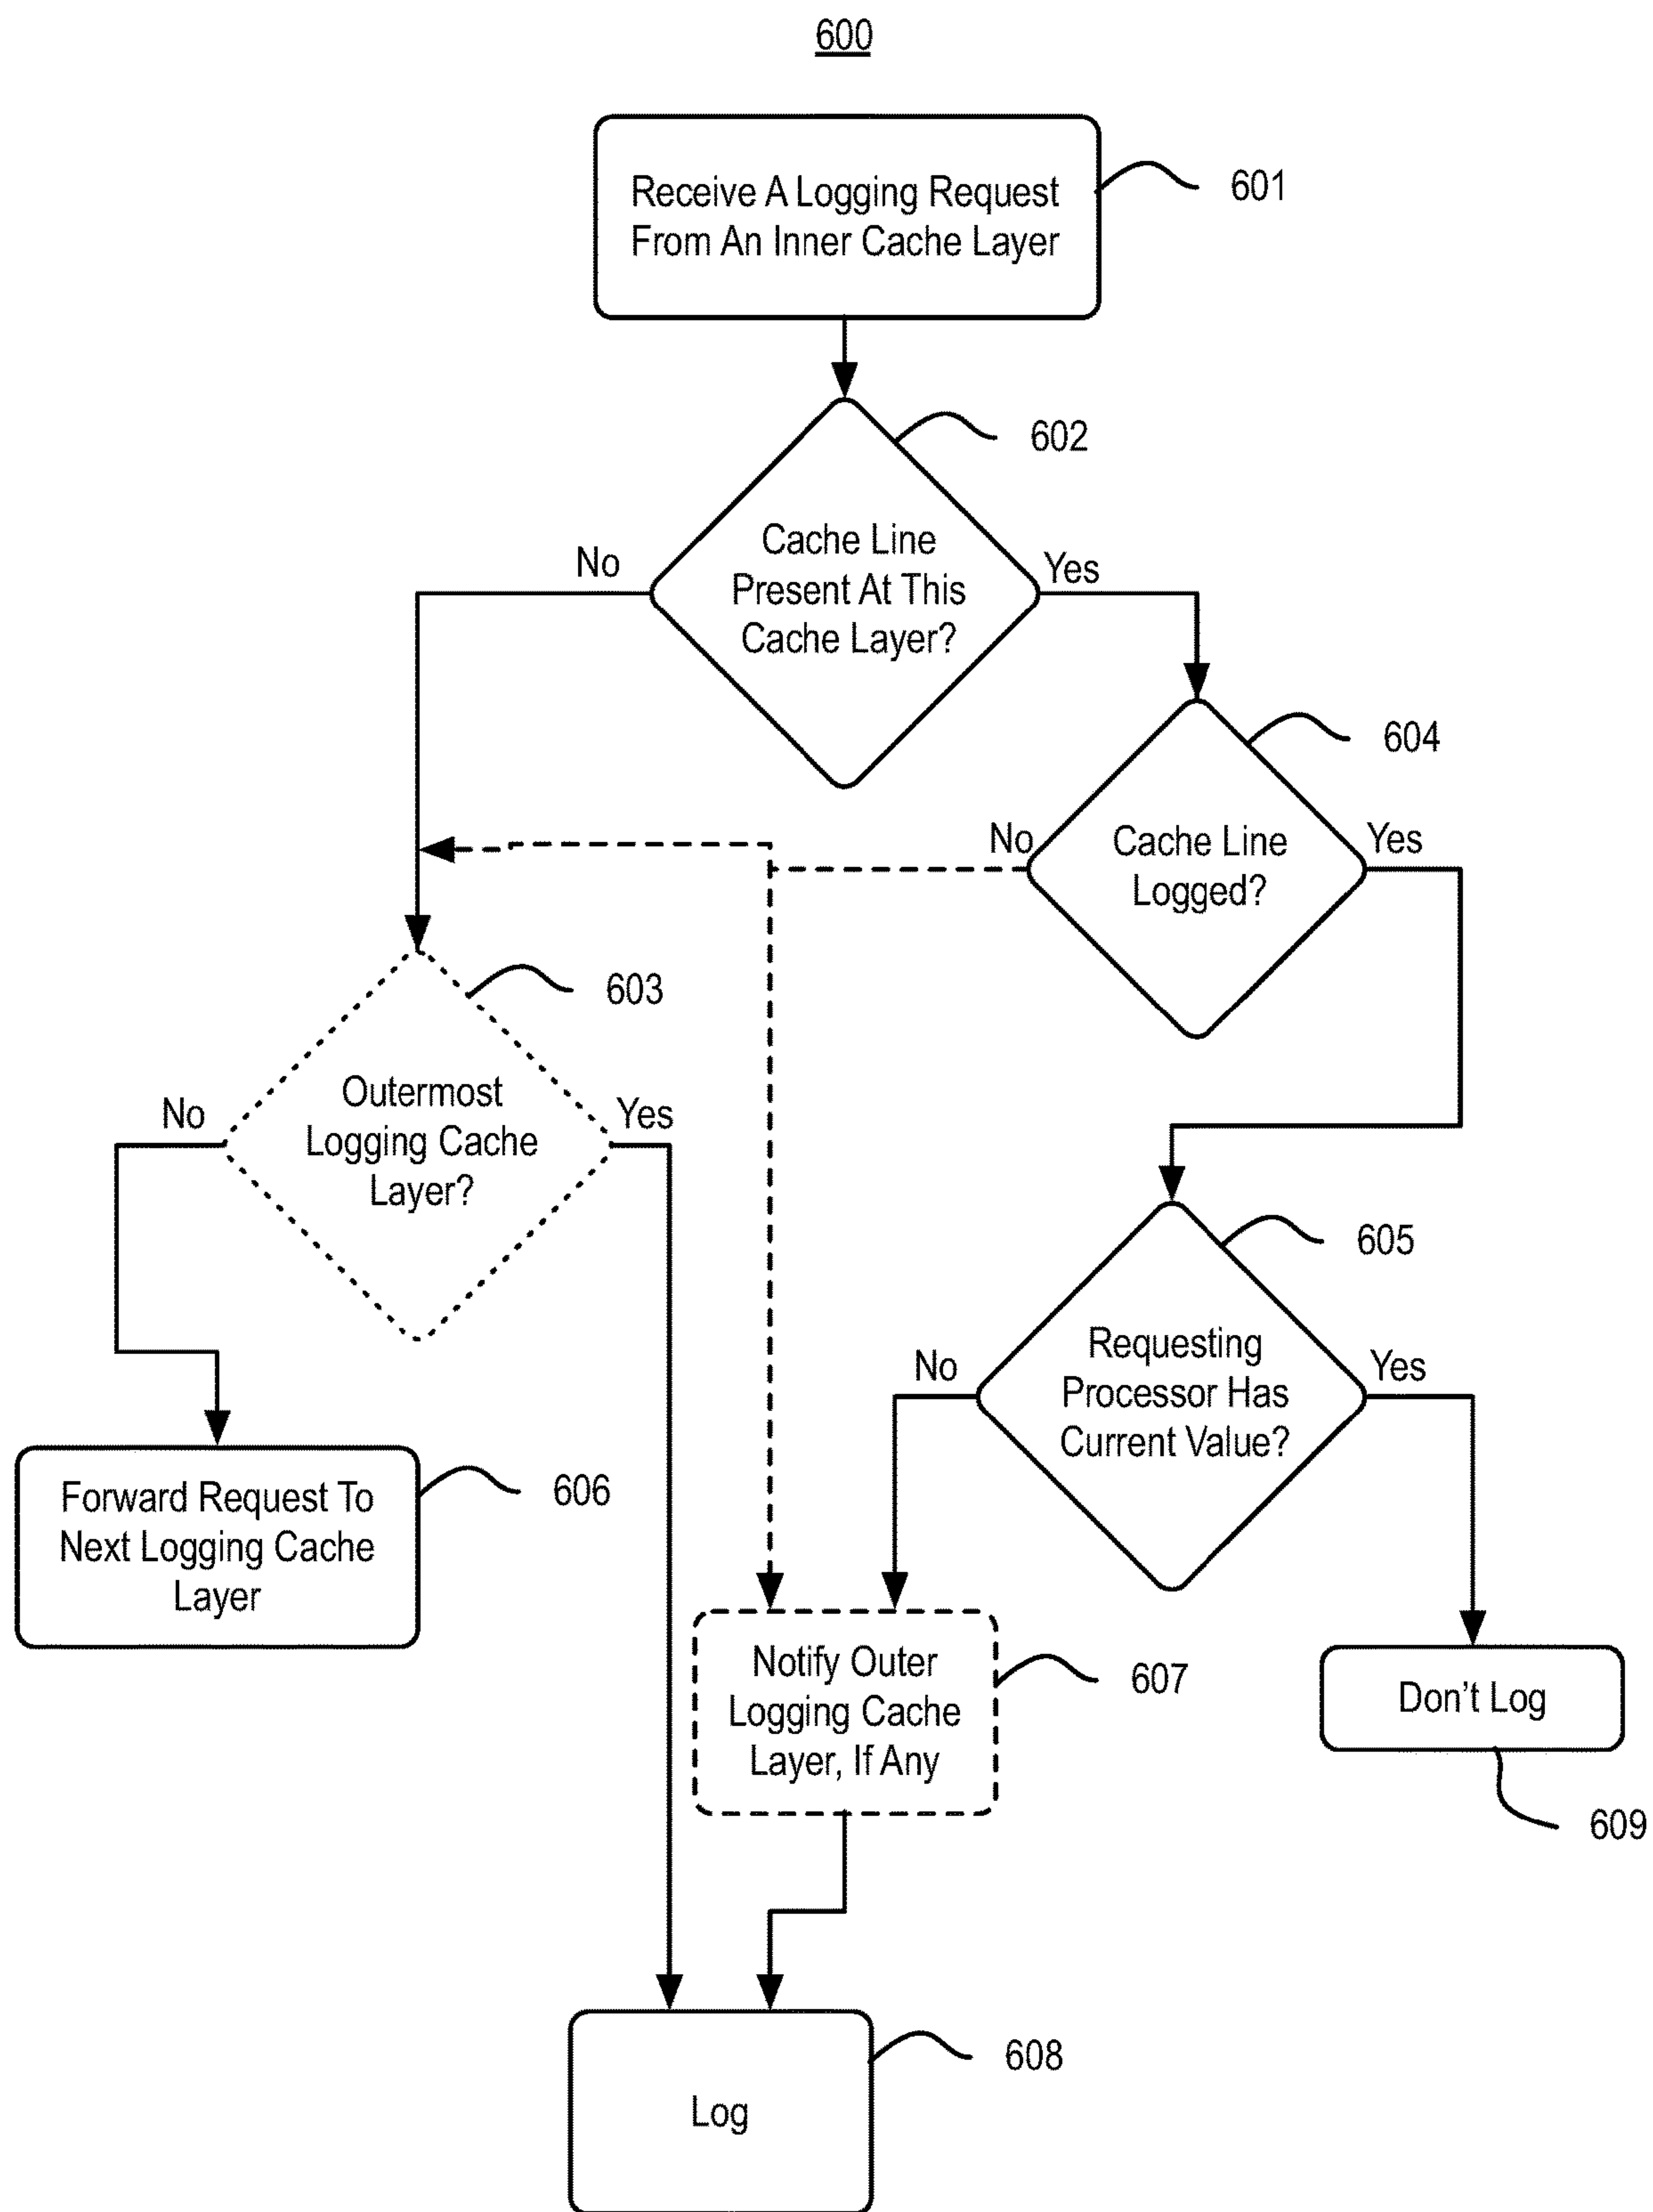 600
Receive A Logging Request
From An Inner Cache Layer
601
602
Cache Line
Present At This
Cache Layer?
No
Yes
604
Cache Line
Logged?
No
Yes
603
Outermost
Logging Cache
Layer?
No
Yes
605
Requesting
Processor Has
Current Value?
No
Yes
Forward Request To
Next Logging Cache
Layer
606
Notify Outer
Logging Cache
Layer, If Any
607
Don't Log
609
Log
608